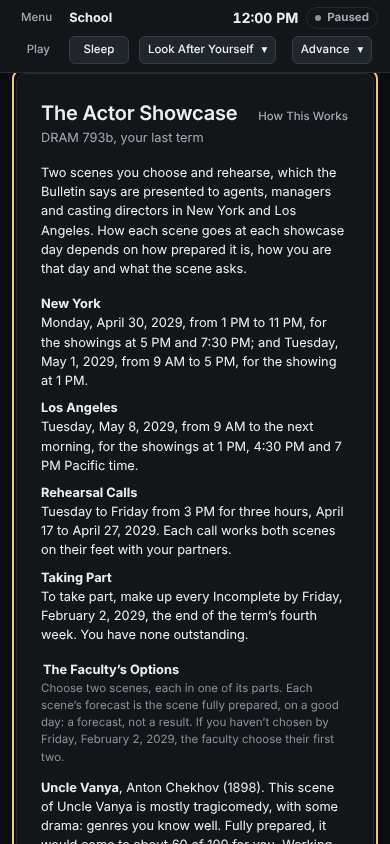 Menu School 12:00 PM Paused
Play Sleep Look After Yourself ▾ Advance ▾
The Actor Showcase How This Works
DRAM 793b, your last term
Two scenes you choose and rehearse, which the
Bulletin says are presented to agents, managers
and casting directors in New York and Los
Angeles. How each scene goes at each showcase
day depends on how prepared it is, how you are
that day and what the scene asks.
New York
Monday, April 30, 2029, from 1 PM to 11 PM, for
the showings at 5 PM and 7:30 PM; and Tuesday,
May 1, 2029, from 9 AM to 5 PM, for the showing
at 1 PM.
Los Angeles
Tuesday, May 8, 2029, from 9 AM to the next
morning, for the showings at 1 PM, 4:30 PM and 7
PM Pacific time.
Rehearsal Calls
Tuesday to Friday from 3 PM for three hours, April
17 to April 27, 2029. Each call works both scenes
on their feet with your partners.
Taking Part
To take part, make up every Incomplete by Friday,
February 2, 2029, the end of the term's fourth
week. You have none outstanding.
The Faculty's Options
Choose two scenes, each in one of its parts. Each
scene's forecast is the scene fully prepared, on a good
day: a forecast, not a result. If you haven't chosen by
Friday, February 2, 2029, the faculty choose their first
two.
Uncle Vanya, Anton Chekhov (1898). This scene
of Uncle Vanya is mostly tragicomedy, with some
drama: genres you know well. Fully prepared, it
would come to about 60 of 100 for you. Working